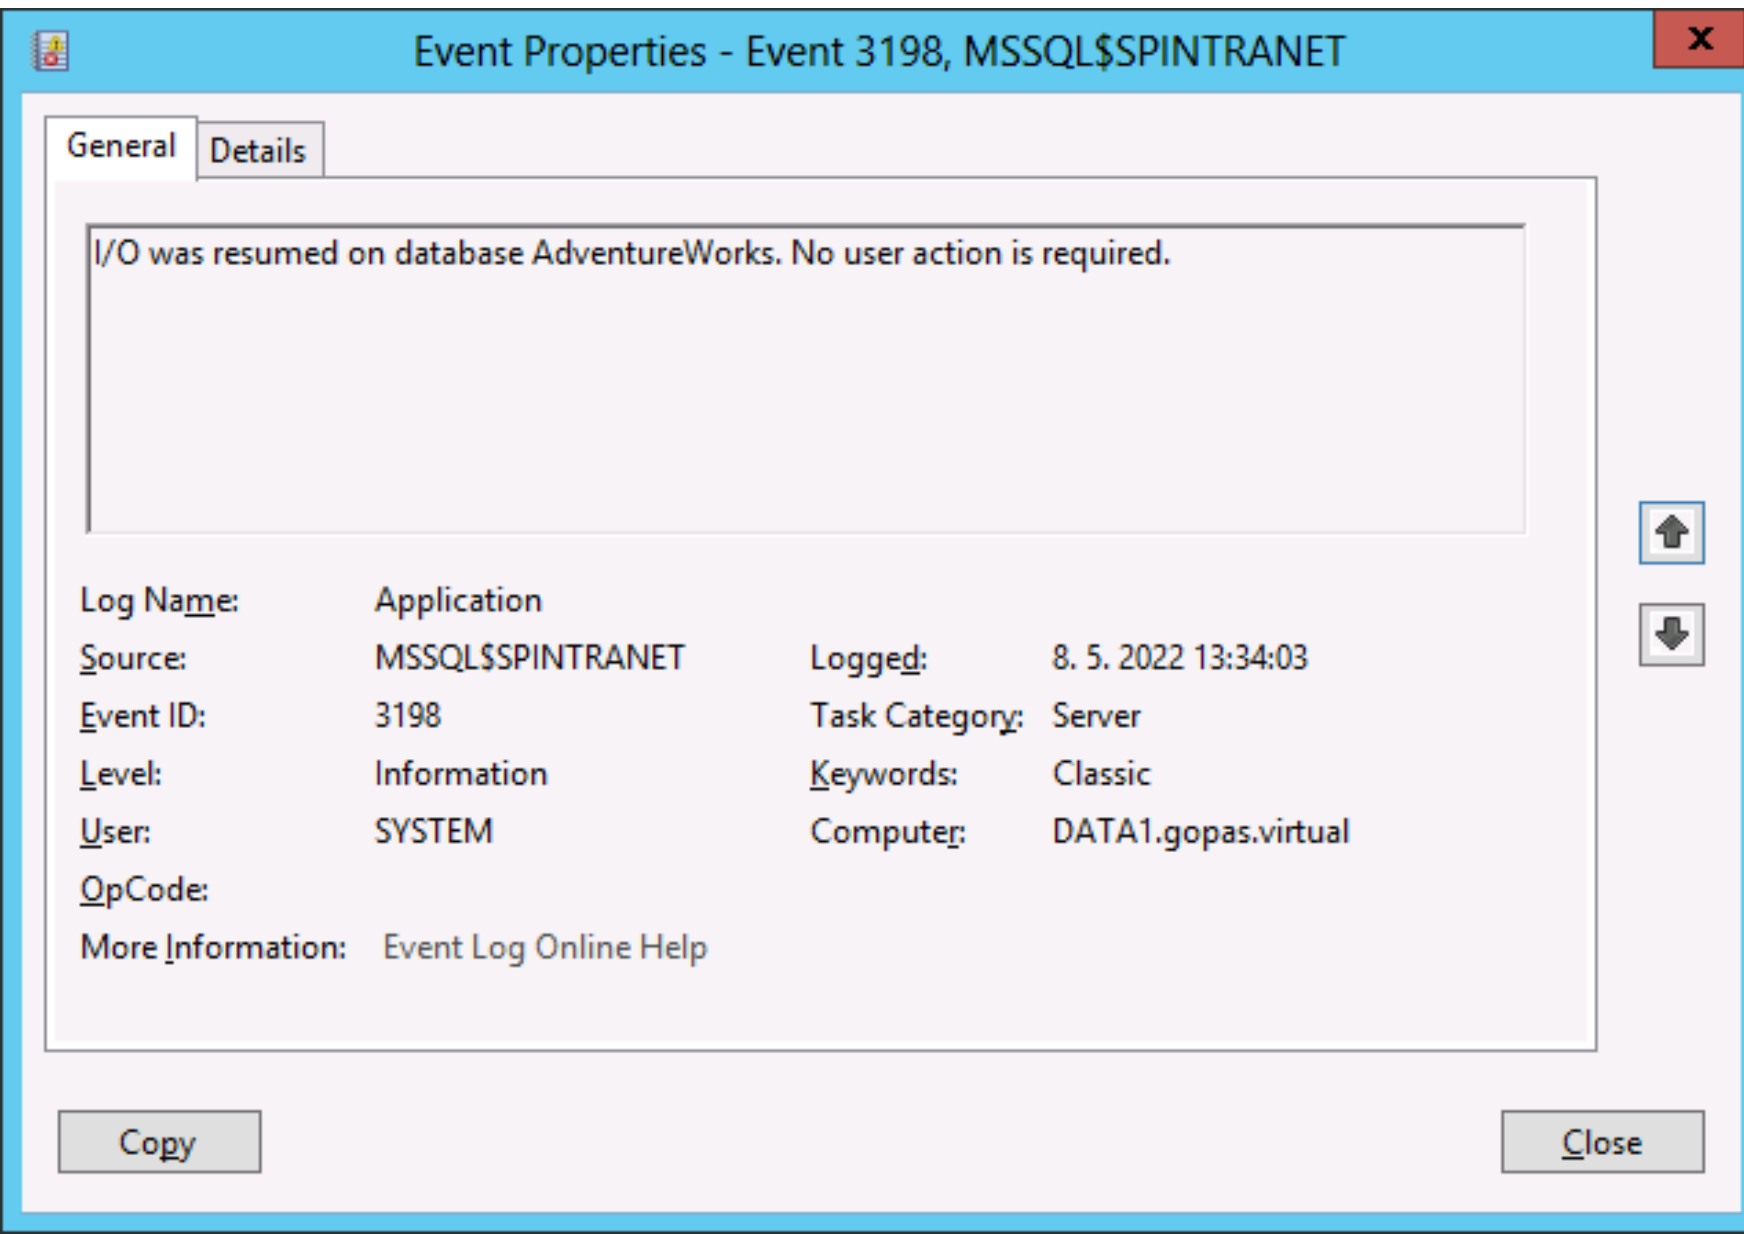 Event Properties - Event 3198, MSSQL$SPINTRANET
x
General Details
I/O was resumed on database AdventureWorks. No user action is required.
Log Name: Application
Source: MSSQL$SPINTRANET Logged: 8. 5. 2022 13:34:03
Event ID: 3198 Task Category: Server
Level: Information Keywords: Classic
User: SYSTEM Computer: DATA1.gopas.virtual
OpCode:
More Information: Event Log Online Help
Copy Close